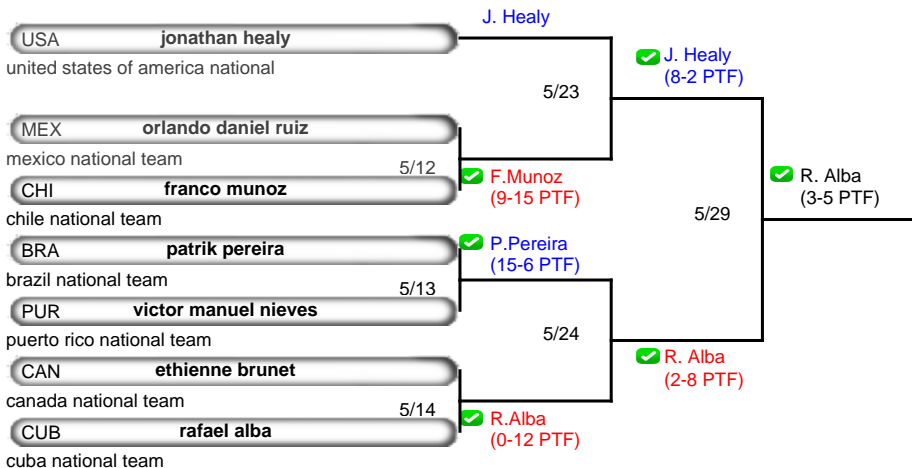 J. Healy
USA jonathan healy
united states of america national
J. Healy
(8-2 PTF)
5/23
MEX orlando daniel ruiz
mexico national team
5/12
F.Munoz
(9-15 PTF)
CHI franco munoz
chile national team
R. Alba
(3-5 PTF)
5/29
BRA patrik pereira
brazil national team
P.Pereira
(15-6 PTF)
5/13
PUR victor manuel nieves
puerto rico national team
5/24
R. Alba
(2-8 PTF)
CAN ethienne brunet
canada national team
5/14
R.Alba
(0-12 PTF)
CUB rafael alba
cuba national team